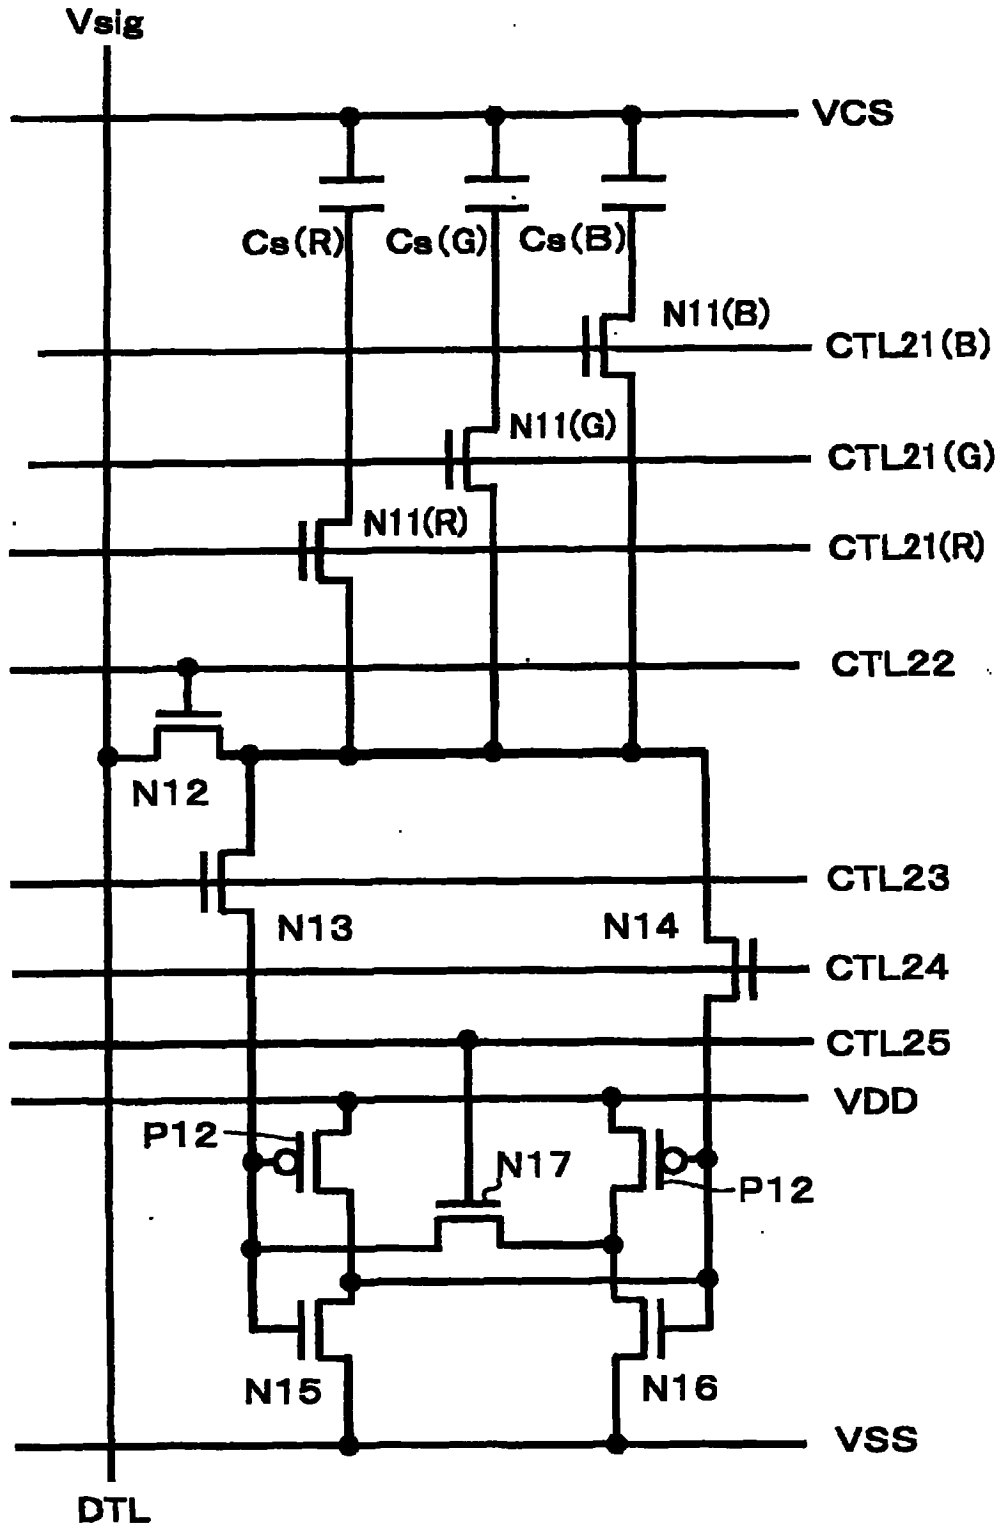 Vsig
VCS
Cs(R)
Cs(G)
Cs(B)
N11(B)
CTL21(B)
N11(G)
CTL21(G)
N11(R)
CTL21(R)
CTL22
N12
CTL23
N13
N14
CTL24
CTL25
VDD
P12
N17
P12
N15
N16
VSS
DTL